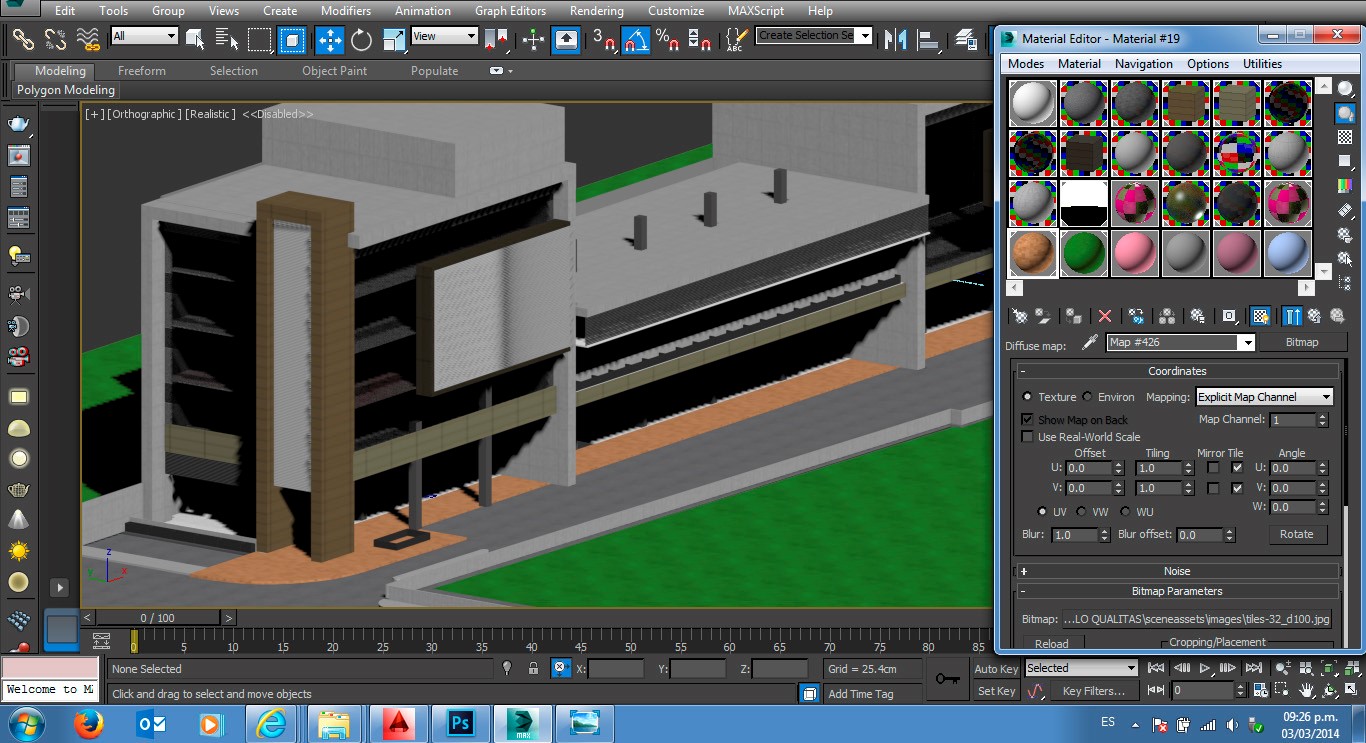 Edit Tools Group Views Create Modifiers Animation Graph Editors Rendering Customize MAXScript Help
All View 3 % ABC Create Selection Se
Material Editor - Material #19
Modes Material Navigation Options Utilities
Modeling Freeform Selection Object Paint Populate
Polygon Modeling
[+] [Orthographic ] [Realistic ] <<Disabled>>
Diffuse map: Map #426 Bitmap
- Coordinates
Texture Environ Mapping: Explicit Map Channel
Show Map on Back Map Channel: 1
Use Real-World Scale
Offset Tiling Mirror Tile Angle
U: 0.0 1.0 U: 0.0
V: 0.0 1.0 V: 0.0
W: 0.0
UV VW WU
Blur: 1.0 Blur offset: 0.0 Rotate
+ Noise
- Bitmap Parameters
Bitmap: ...LO QUALITAS\sceneassets\images\tiles-32_d100.jpg
Reload Cropping/Placement
z
y x
< 0 / 100 >
0 5 10 15 20 25 30 35 40 45 50 55 60 65 70 75 80 85
None Selected X: Y: Z: Grid = 25.4cm Auto Key Selected
Welcome to MA Click and drag to select and move objects Add Time Tag Set Key Key Filters... 0
O Ps MAX
ES 09:26 p.m.
03/03/2014